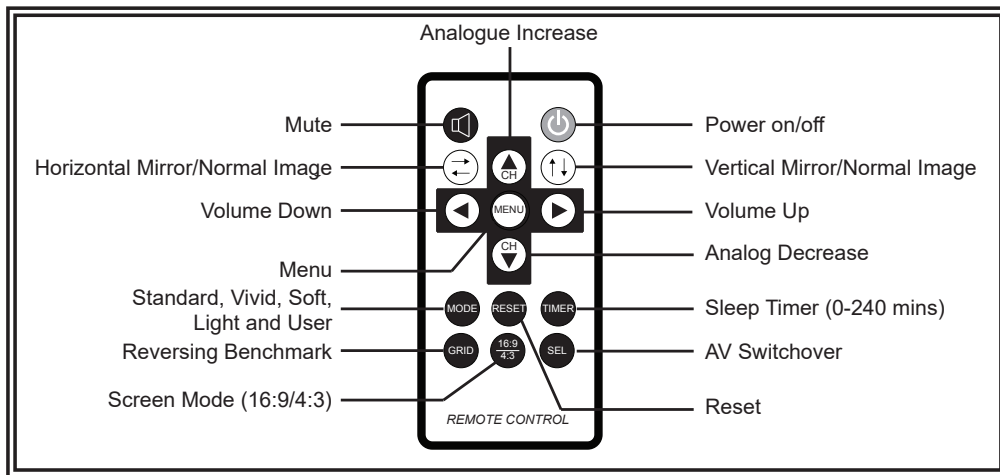 Analogue Increase
Mute
Power on/off
Horizontal Mirror/Normal Image
CH
Vertical Mirror/Normal Image
Volume Down
MENU
Volume Up
CH
Analog Decrease
Menu
Standard, Vivid, Soft,
Light and User
MODE
RESET
TIMER
Sleep Timer (0-240 mins)
Reversing Benchmark
GRID
16:9
4:3
SEL
AV Switchover
Screen Mode (16:9/4:3)
Reset
REMOTE CONTROL